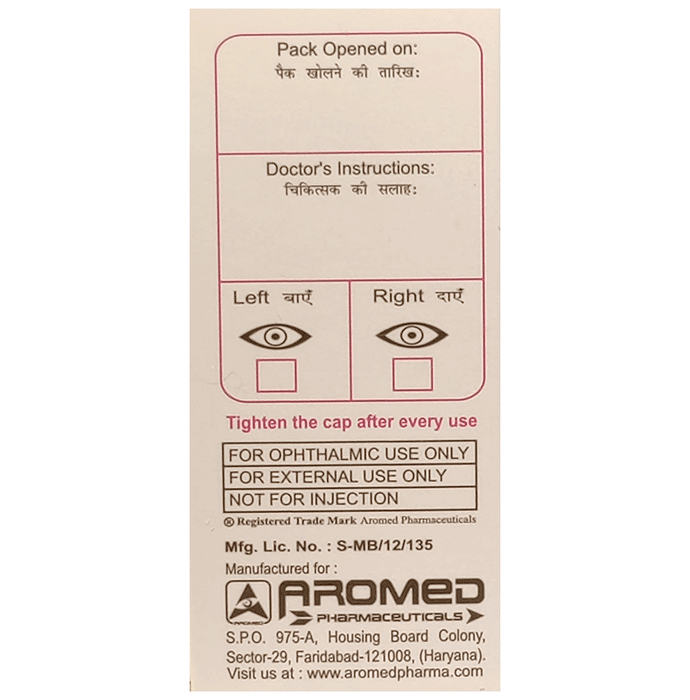 Pack Opened on:
पैक खोलने की तारिख:
Doctor's Instructions:
चिकित्सक की सलाह:
Left बाएँ
Right दाएँ
Tighten the cap after every use
FOR OPHTHALMIC USE ONLY
FOR EXTERNAL USE ONLY
NOT FOR INJECTION
® Registered Trade Mark Aromed Pharmaceuticals
Mfg. Lic. No. : S-MB/12/135
Manufactured for :
AROMED
AROMED
PHARMACEUTICALS
S.P.O. 975-A, Housing Board Colony,
Sector-29, Faridabad-121008, (Haryana).
Visit us at : www.aromedpharma.com